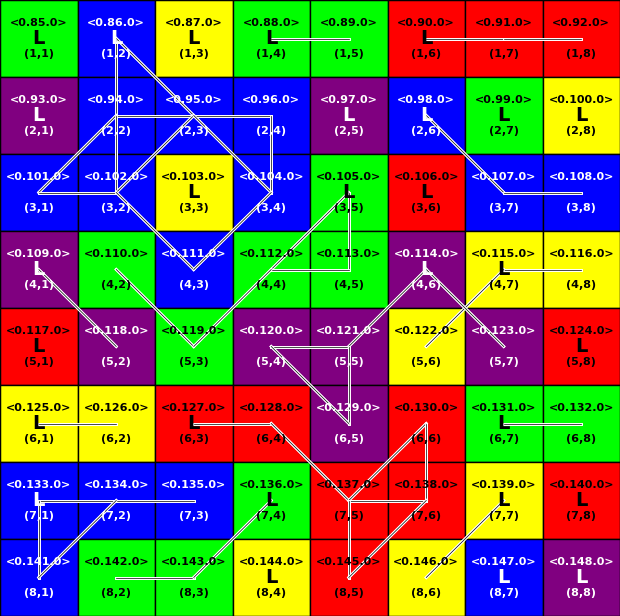 <0.85.0> <0.86.0> <0.87.0> <0.88.0> <0.89.0> <0.90.0> <0.91.0> <0.92.0>
L L L L L
(1,1) (1,2) (1,3) (1,4) (1,5) (1,6) (1,7) (1,8)
<0.93.0> <0.94.0> <0.95.0> <0.96.0> <0.97.0> <0.98.0> <0.99.0> <0.100.0>
L L L L L
(2,1) (2,2) (2,3) (2,4) (2,5) (2,6) (2,7) (2,8)
<0.101.0> <0.102.0> <0.103.0> <0.104.0> <0.105.0> <0.106.0> <0.107.0> <0.108.0>
L L L
(3,1) (3,2) (3,3) (3,4) (3,5) (3,6) (3,7) (3,8)
<0.109.0> <0.110.0> <0.111.0> <0.112.0> <0.113.0> <0.114.0> <0.115.0> <0.116.0>
L L L
(4,1) (4,2) (4,3) (4,4) (4,5) (4,6) (4,7) (4,8)
<0.117.0> <0.118.0> <0.119.0> <0.120.0> <0.121.0> <0.122.0> <0.123.0> <0.124.0>
L L
(5,1) (5,2) (5,3) (5,4) (5,5) (5,6) (5,7) (5,8)
<0.125.0> <0.126.0> <0.127.0> <0.128.0> <0.129.0> <0.130.0> <0.131.0> <0.132.0>
L L L
(6,1) (6,2) (6,3) (6,4) (6,5) (6,6) (6,7) (6,8)
<0.133.0> <0.134.0> <0.135.0> <0.136.0> <0.137.0> <0.138.0> <0.139.0> <0.140.0>
L L L L
(7,1) (7,2) (7,3) (7,4) (7,5) (7,6) (7,7) (7,8)
<0.141.0> <0.142.0> <0.143.0> <0.144.0> <0.145.0> <0.146.0> <0.147.0> <0.148.0>
L L L
(8,1) (8,2) (8,3) (8,4) (8,5) (8,6) (8,7) (8,8)